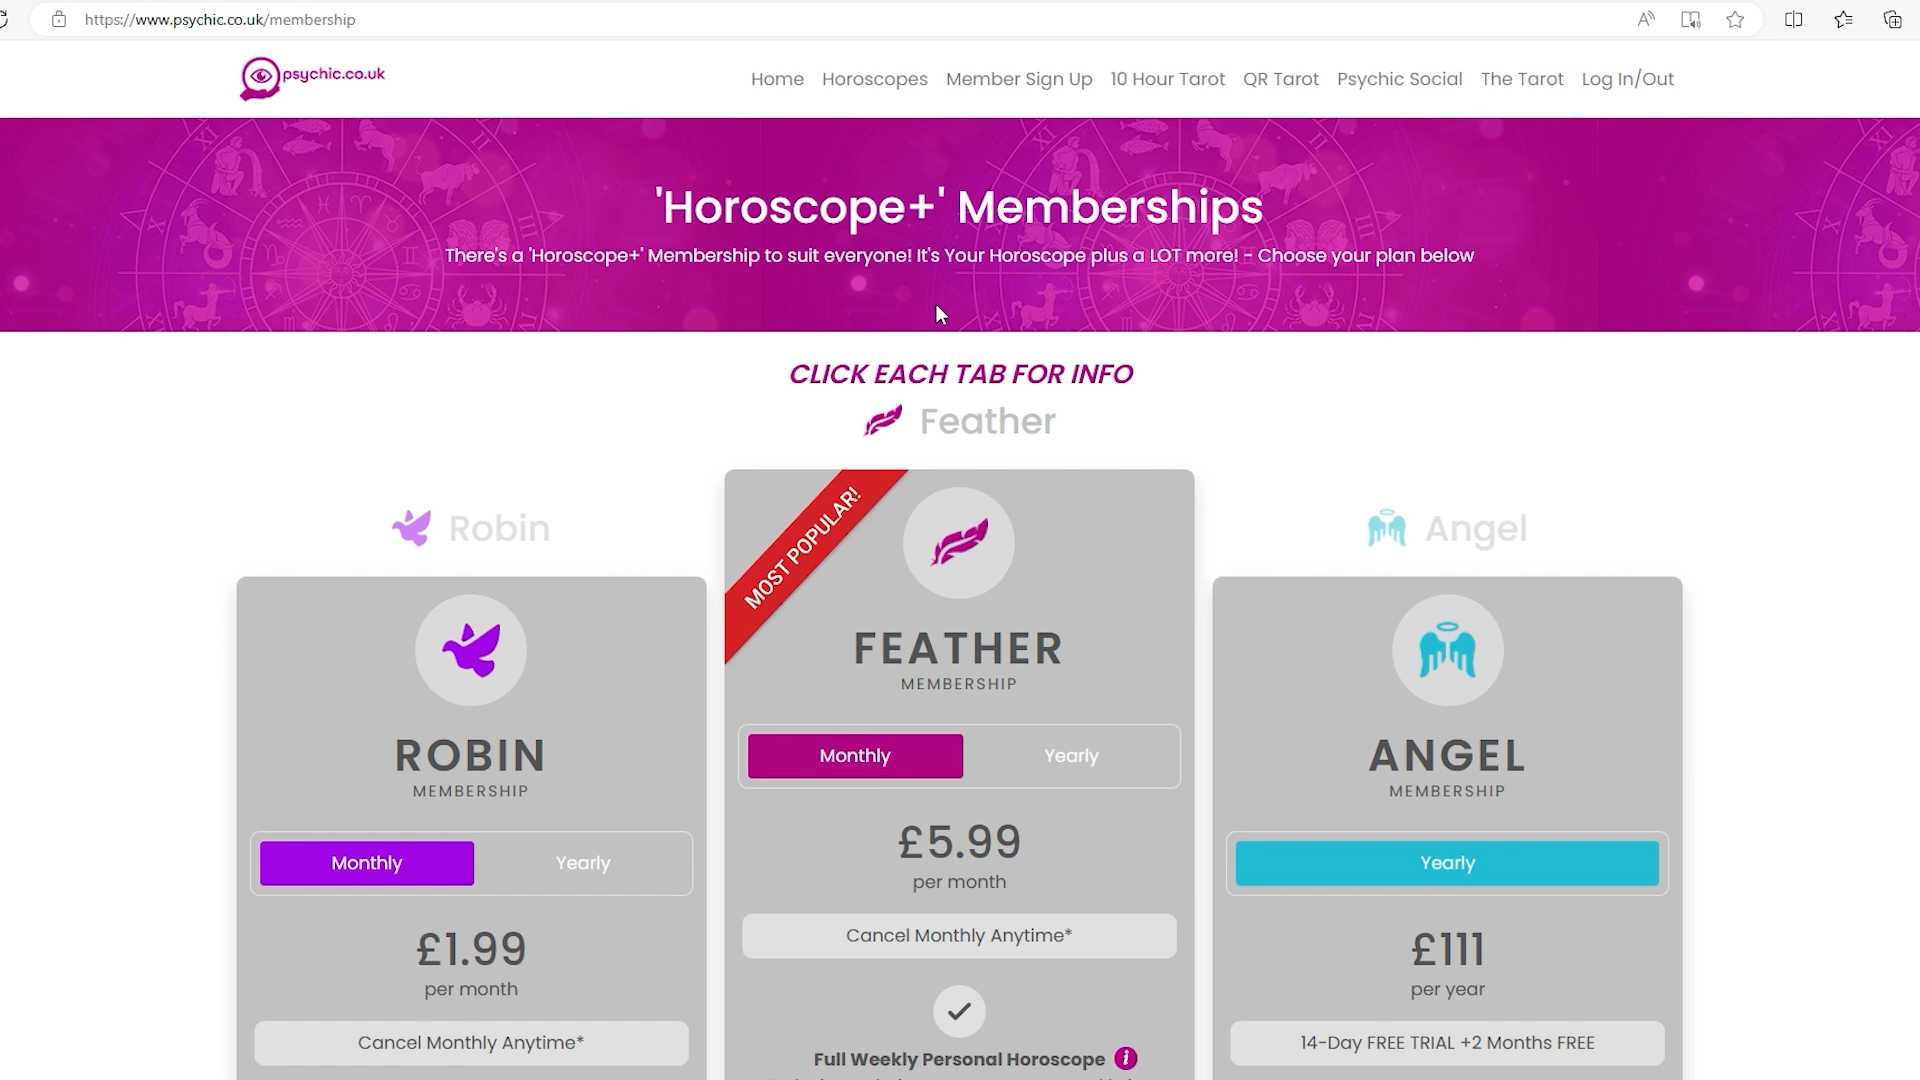 https://www.psychic.co.uk/membership
psychic.co.uk
Home Horoscopes Member Sign Up 10 Hour Tarot QR Tarot Psychic Social The Tarot Log In/Out
'Horoscope+' Memberships
There's a 'Horoscope+' Membership to suit everyone! It's Your Horoscope plus a LOT more! - Choose your plan below
CLICK EACH TAB FOR INFO
Feather
MOST POPULAR!
FEATHER
MEMBERSHIP
Monthly Yearly
£5.99
per month
Cancel Monthly Anytime*
Full Weekly Personal Horoscope i
Robin
ROBIN
MEMBERSHIP
Monthly Yearly
£1.99
per month
Cancel Monthly Anytime*
Angel
ANGEL
MEMBERSHIP
Yearly
£111
per year
14-Day FREE TRIAL +2 Months FREE